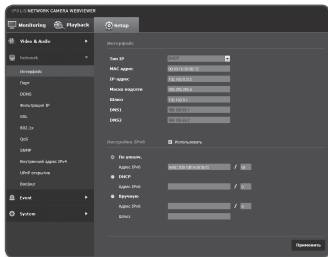 iPOLiS NETWORK CAMERA WEBVIEWER
Monitoring
Playback
Setup
Video & Audio
Network
Интерфейс
Порт
DDNS
Фильтрация IP
SSL
802.1x
QoS
SNMP
Внутренний адрес IPv4
UPnP открытие
Bonjour
Event
System
Интерфейс
Тип IP
DHCP
MAC адрес
IP-адрес
Маска подсети
Шлюз
DNS1
DNS2
Настройка IPv6
Использовать
По умолч.
Адрес IPv6
/
DHCP
Адрес IPv6
/
Вручную
Адрес IPv6
/
Шлюз
Применить